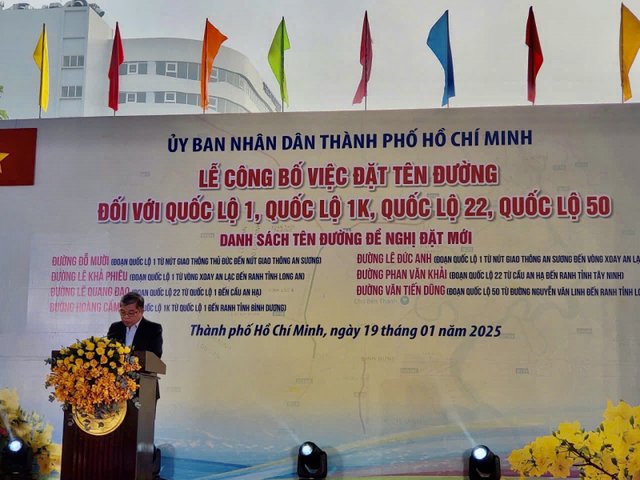 ỦY BAN NHÂN DÂN THÀNH PHỐ HỒ CHÍ MINH
LỄ CÔNG BỐ VIỆC ĐẶT TÊN ĐƯỜNG
ĐỐI VỚI QUỐC LỘ 1, QUỐC LỘ 1K, QUỐC LỘ 22, QUỐC LỘ 50
DANH SÁCH TÊN ĐƯỜNG ĐỀ NGHỊ ĐẶT MỚI
ĐƯỜNG ĐỖ MƯỜI (ĐOẠN QUỐC LỘ 1 TỪ NÚT GIAO THÔNG THỦ ĐỨC ĐẾN NÚT GIAO THÔNG AN SƯƠNG)
ĐƯỜNG LÊ KHẢ PHIÊU (ĐOẠN QUỐC LỘ 1 TỪ VÒNG XOAY AN LẠC ĐẾN RANH TỈNH LONG AN)
ĐƯỜNG LÊ QUANG ĐẠO (ĐOẠN QUỐC LỘ 22 TỪ QUỐC LỘ 1 ĐẾN CẦU AN HẠ)
ĐƯỜNG HOÀNG CẦM QUỐC LỘ 1K TỪ QUỐC LỘ 1 ĐẾN RANH TỈNH BÌNH DƯƠNG)
ĐƯỜNG LÊ ĐỨC ANH (ĐOẠN QUỐC LỘ 1 TỪ NÚT GIAO THÔNG AN SƯƠNG ĐẾN VÒNG XOAY AN
ĐƯỜNG PHAN VĂN KHẢI (ĐOẠN QUỐC LỘ 22 TỪ CẦU AN HẠ ĐẾN RANH TỈNH TÂY NINH)
ĐƯỜNG VĂN TIẾN DŨNG (ĐOẠN QUỐC LỘ 50 TỪ ĐƯỜNG NGUYỄN VĂN LINH ĐẾN RANH TỈNH
Thành phố Hồ Chí Minh, ngày 19 tháng 01 năm 2025